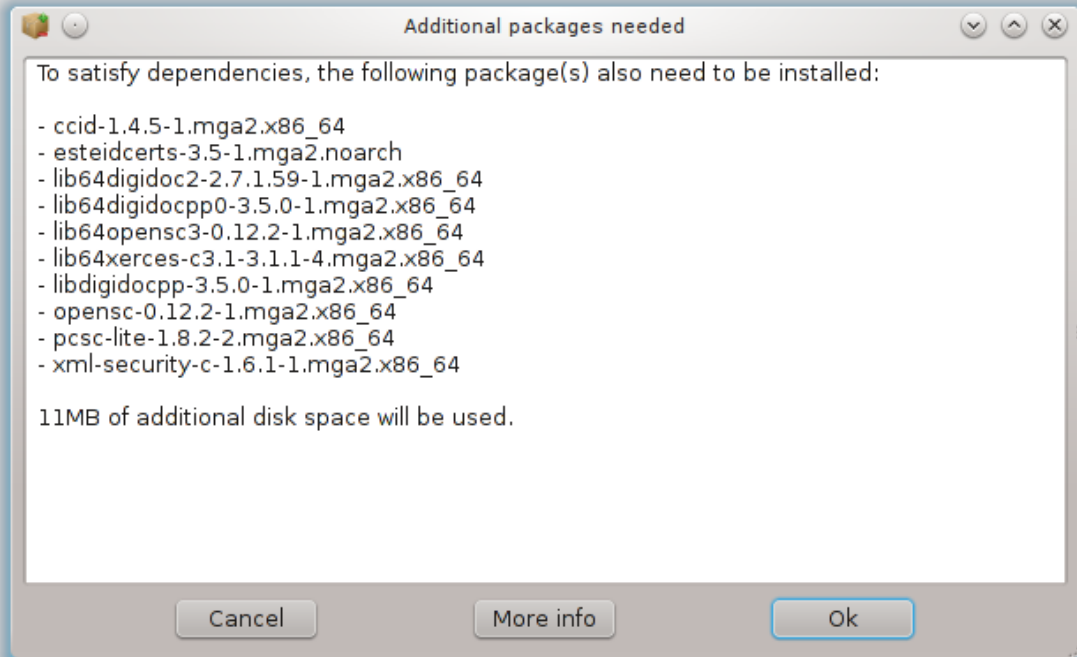 Additional packages needed
To satisfy dependencies, the following package(s) also need to be installed:
- ccid-1.4.5-1.mga2.x86_64
- esteidcerts-3.5-1.mga2.noarch
- lib64digidoc2-2.7.1.59-1.mga2.x86_64
- lib64digidocpp0-3.5.0-1.mga2.x86_64
- lib64opensc3-0.12.2-1.mga2.x86_64
- lib64xerces-c3.1-3.1.1-4.mga2.x86_64
- libdigidocpp-3.5.0-1.mga2.x86_64
- opensc-0.12.2-1.mga2.x86_64
- pcsc-lite-1.8.2-2.mga2.x86_64
- xml-security-c-1.6.1-1.mga2.x86_64
11MB of additional disk space will be used.
Cancel More info Ok